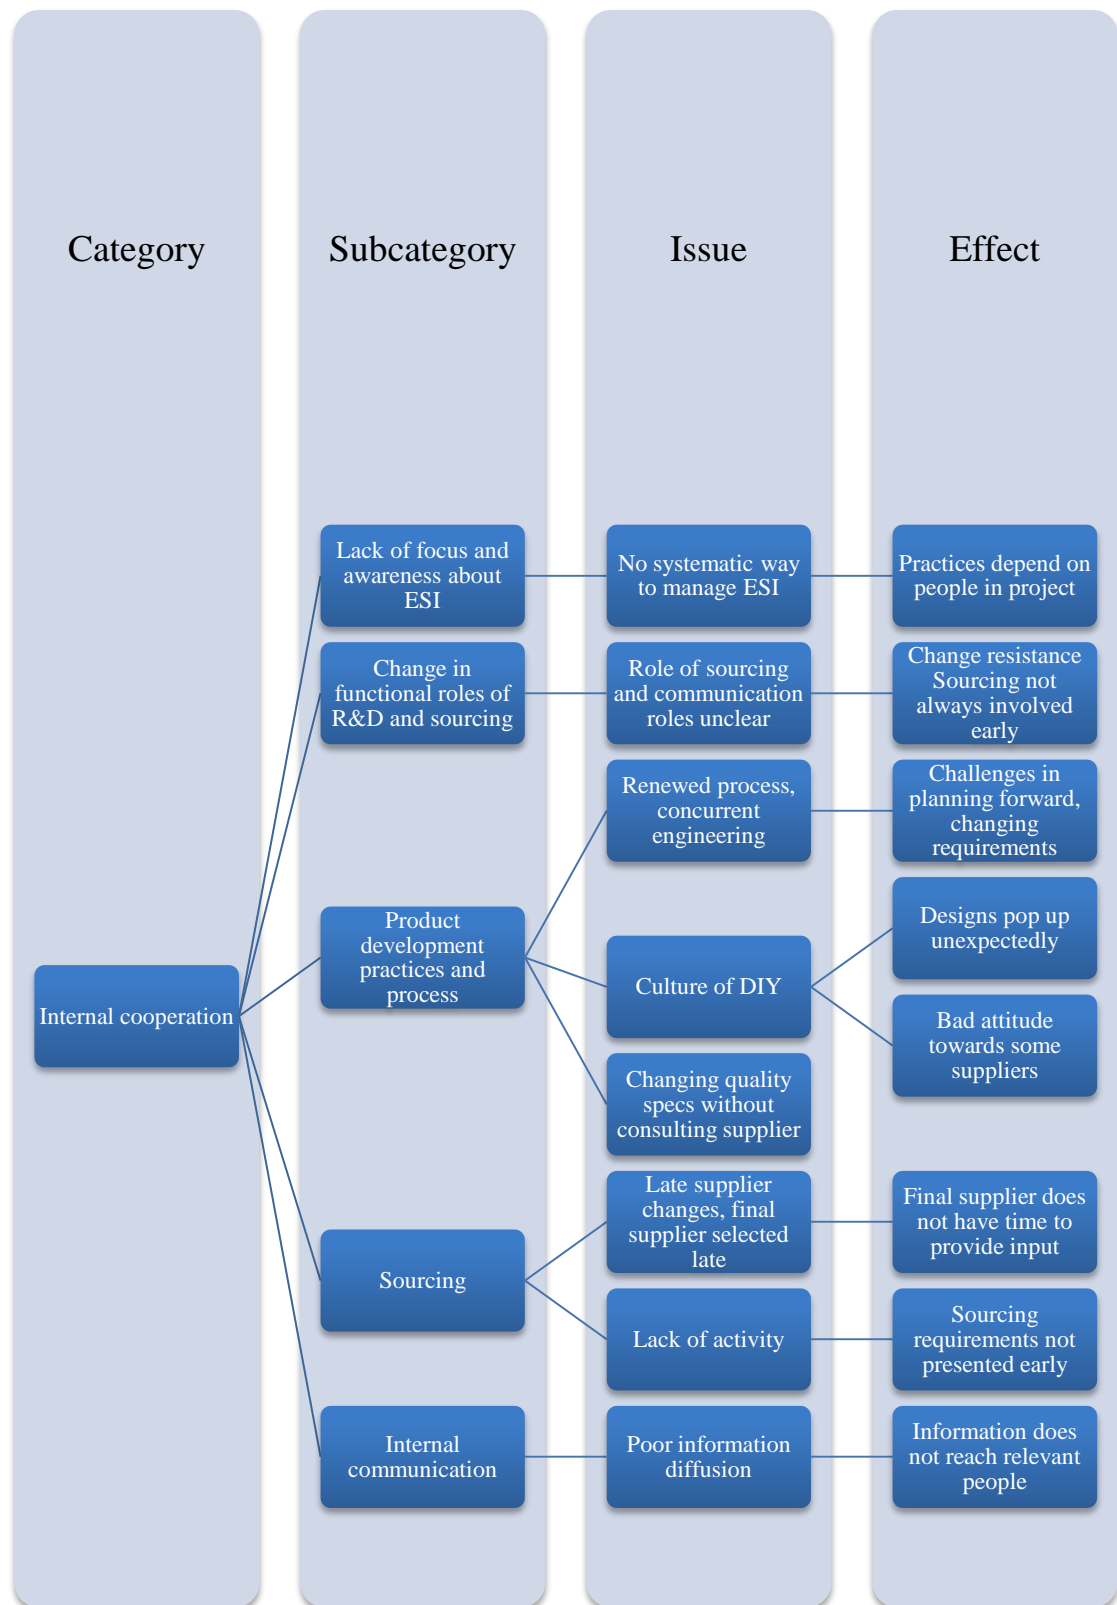 Category
Subcategory
Issue
Effect
Lack of focus and
awareness about
ESI
No systematic way
to manage ESI
Practices depend on
people in project
Change in
functional roles of
R&D and sourcing
Role of sourcing
and communication
roles unclear
Change resistance
Sourcing not
always involved
early
Renewed process,
concurrent
engineering
Challenges in
planning forward,
changing
requirements
Product
development
practices and
process
Culture of DIY
Designs pop up
unexpectedly
Internal cooperation
Bad attitude
towards some
suppliers
Changing quality
specs without
consulting supplier
Sourcing
Late supplier
changes, final
supplier selected
late
Final supplier does
not have time to
provide input
Lack of activity
Sourcing
requirements not
presented early
Internal
communication
Poor information
diffusion
Information does
not reach relevant
people